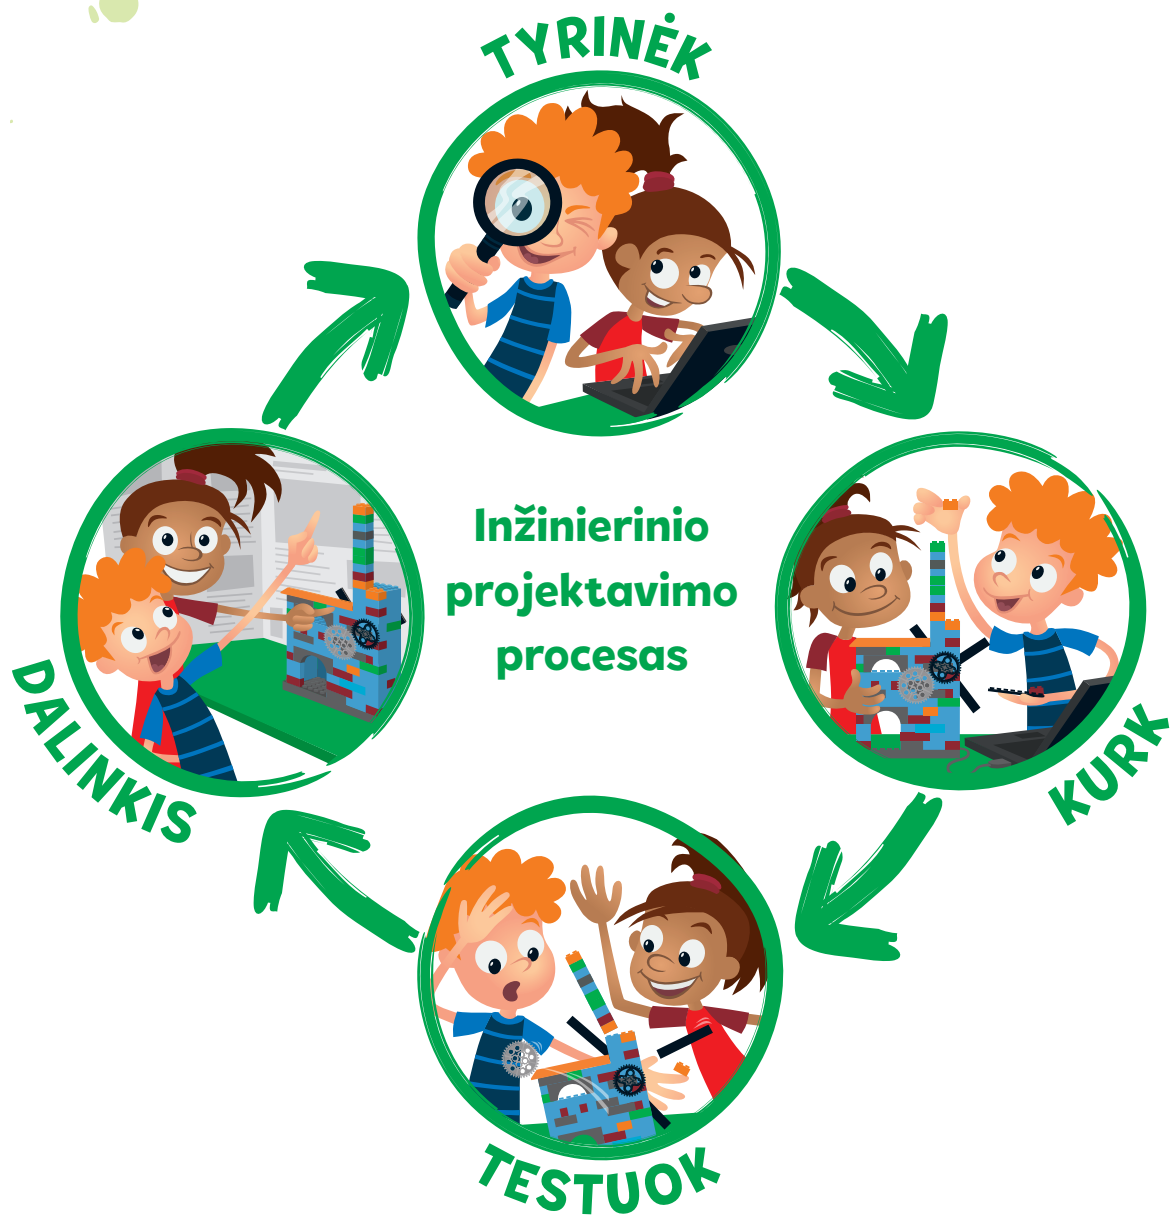 TYRINĖK
Inžinierinio
projektavimo
procesas
DALINKIS
KURK
TESTUOK